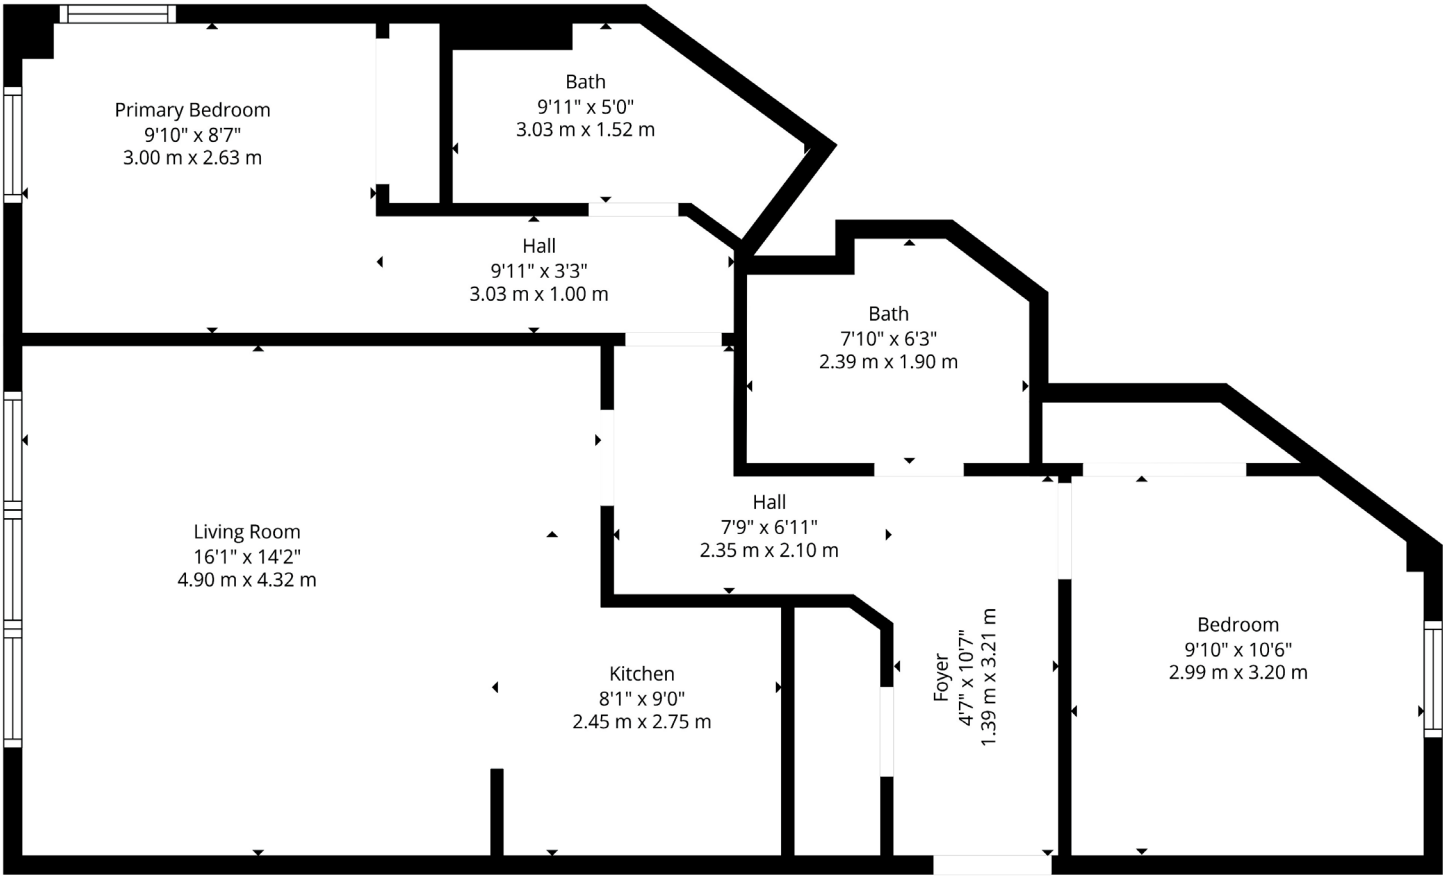 Primary Bedroom
9'10" x 8'7"
3.00 m x 2.63 m
Bath
9'11" x 5'0"
3.03 m x 1.52 m
Hall
9'11" x 3'3"
3.03 m x 1.00 m
Bath
7'10" x 6'3"
2.39 m x 1.90 m
Living Room
16'1" x 14'2"
4.90 m x 4.32 m
Hall
7'9" x 6'11"
2.35 m x 2.10 m
Kitchen
8'1" x 9'0"
2.45 m x 2.75 m
Foyer
4'7" x 10'7"
1.39 m x 3.21 m
Bedroom
9'10" x 10'6"
2.99 m x 3.20 m